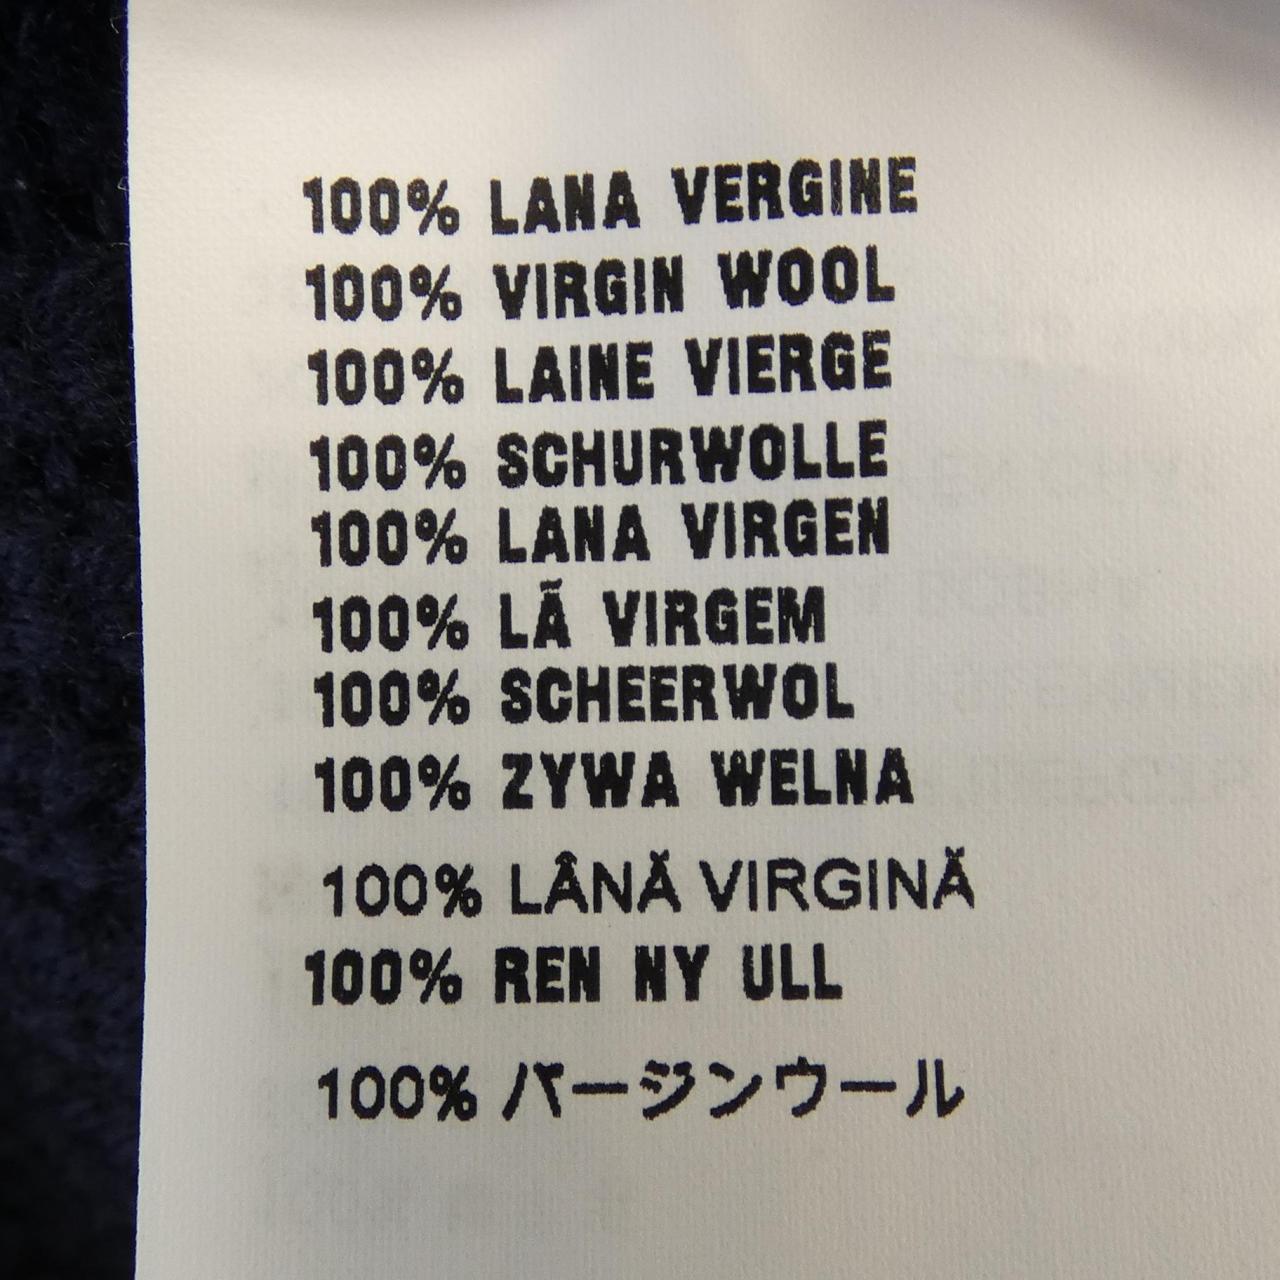 100% LANA VERGINE
100% VIRGIN WOOL
100% LAINE VIERGE
100% SCHURWOLLE
100% LANA VIRGEN
100% LÃ VIRGEM
100% SCHEERWOL
100% ZYWA WELNA
100% LÂNĂ VIRGINĂ
100% REN NY ULL
100% バージンウール